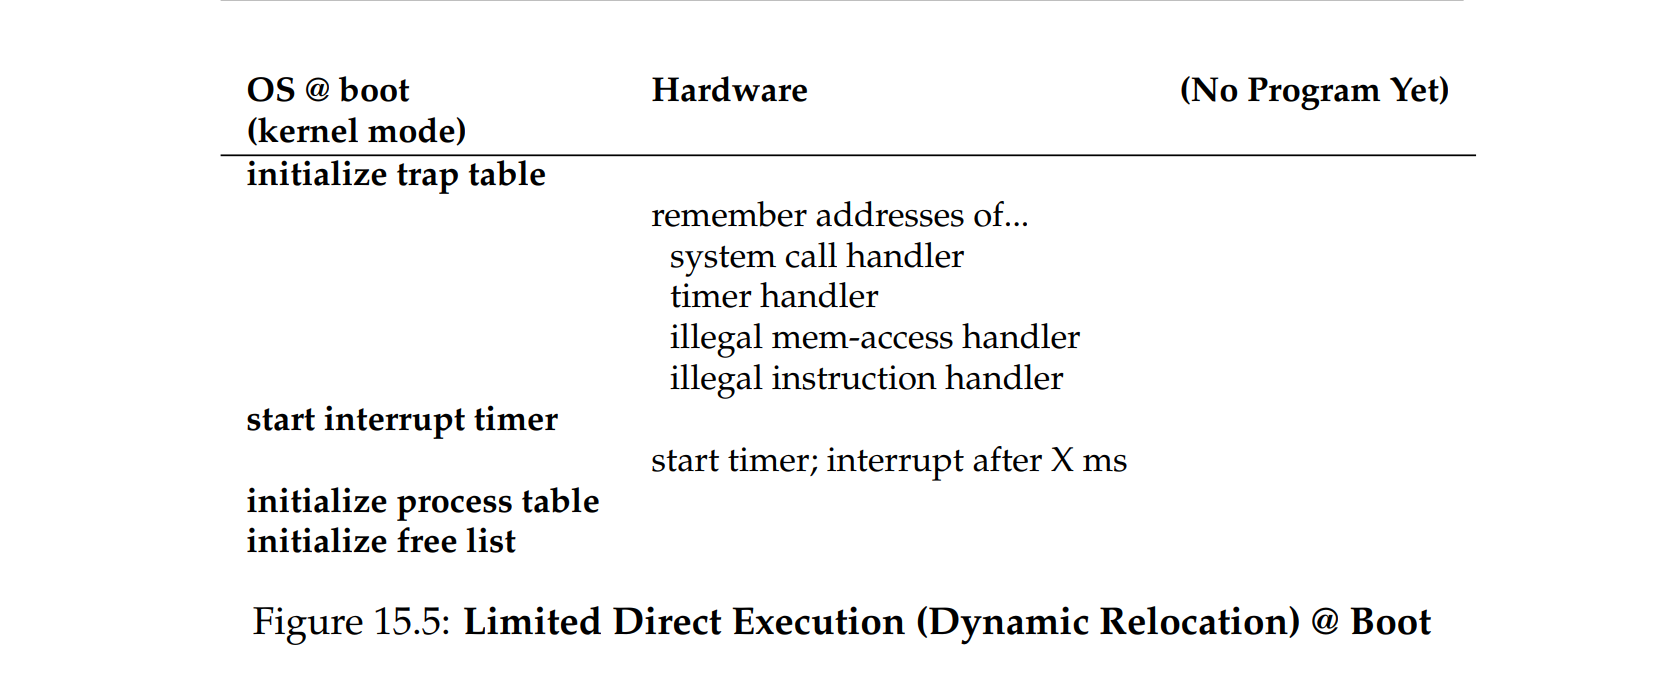 OS @ boot Hardware (No Program Yet)
(kernel mode)
initialize trap table
remember addresses of...
system call handler
timer handler
illegal mem-access handler
illegal instruction handler
start interrupt timer
start timer; interrupt after X ms
initialize process table
initialize free list
Figure 15.5: Limited Direct Execution (Dynamic Relocation) @ Boot